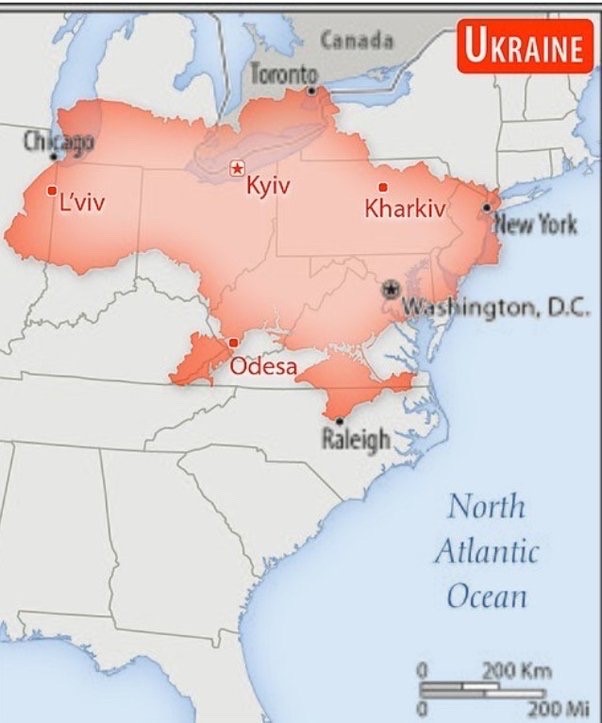 UKRAINE
Canada
Toronto
Chicago
Kyiv
L'viv
Kharkiv
New York
Washington, D.C.
Odesa
Raleigh
North
Atlantic
Ocean
0 200 Km
0 200 Mi